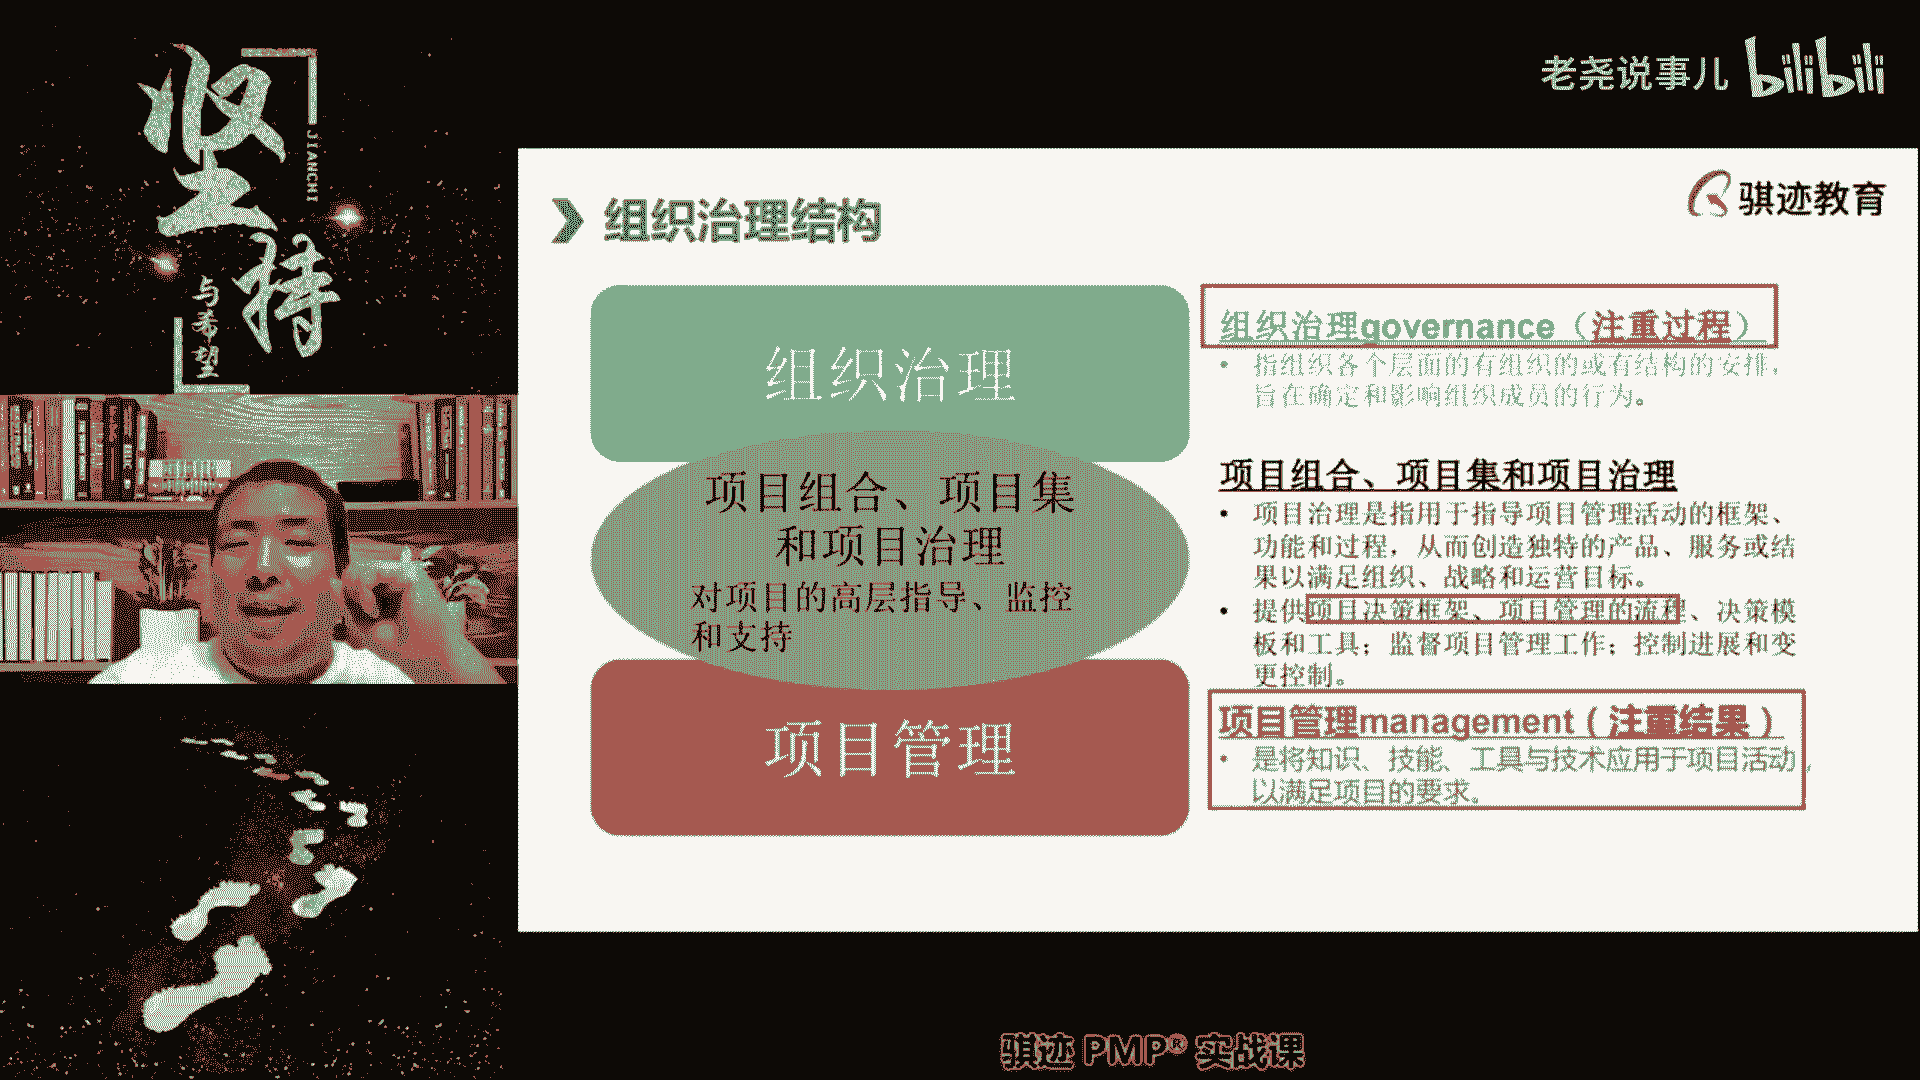 坚持
JIANCHI
与希望
老尧说事儿 bilibili
骐迹教育
组织治理结构
组织治理
项目组合、项目集
和项目治理
对项目的高层指导、监控
和支持
项目管理
组织治理governance（注重过程）
• 指组织各个层面的有组织的或有结构的安排，
旨在确定和影响组织成员的行为。
项目组合、项目集和项目治理
• 项目治理是指用于指导项目管理活动的框架、
功能和过程，从而创造独特的产品、服务或结
果以满足组织、战略和运营目标。
• 提供项目决策框架、项目管理的流程、决策模
板和工具；监督项目管理工作；控制进展和变
更控制。
项目管理management（注重结果）
• 是将知识、技能、工具与技术应用于项目活动，
以满足项目的要求。
骐迹 PMP® 实战课